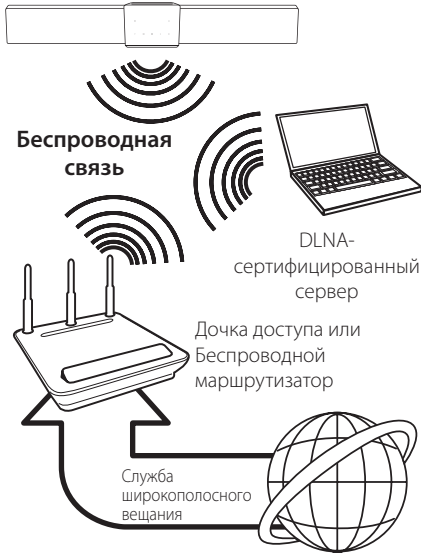 Беспроводная
связь
DLNA-
сертифицированный
сервер
Дочка доступа или
Беспроводной
маршрутизатор
Служба
широкополосного
вещания